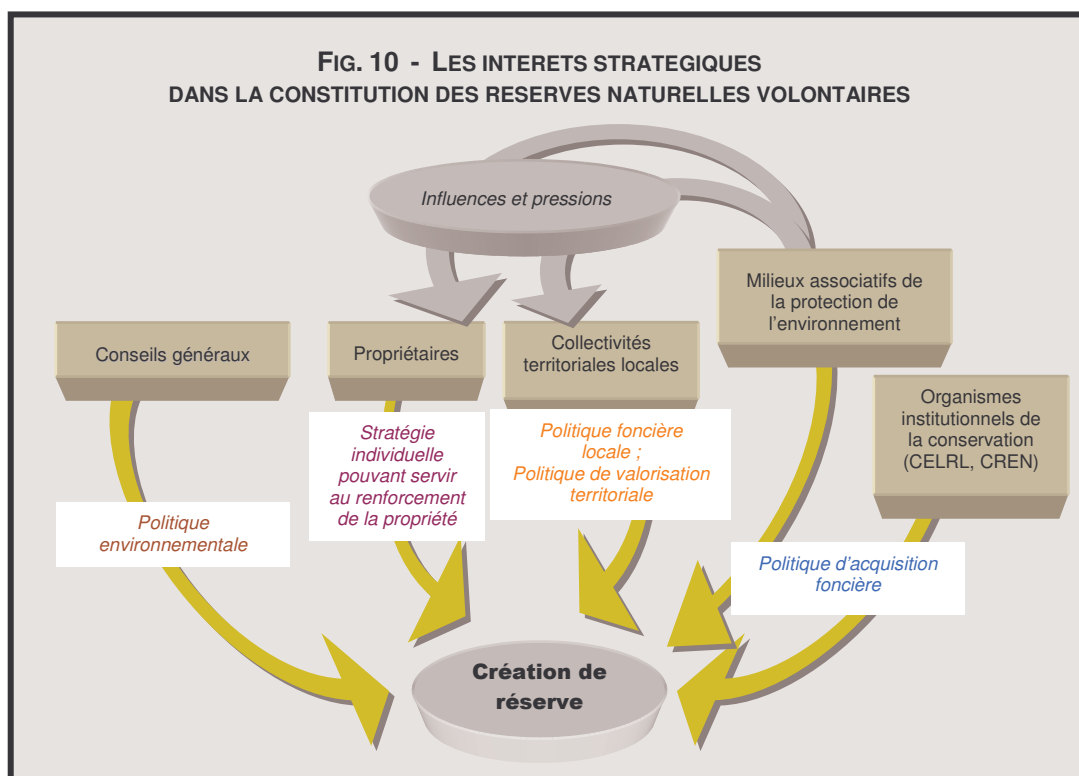 FIG. 10 - LES INTERETS STRATEGIQUES
DANS LA CONSTITUTION DES RESERVES NATURELLES VOLONTAIRES
Influences et pressions
Milieux associatifs de
la protection de
l'environnement
Conseils généraux
Propriétaires
Collectivités
territoriales locales
Organismes
institutionnels de
la conservation
(CELRL, CREN)
Stratégie
individuelle
pouvant servir
au renforcement
de la propriété
Politique foncière
locale ;
Politique de valorisation
territoriale
Politique
environnementale
Politique d'acquisition
foncière
Création de
réserve